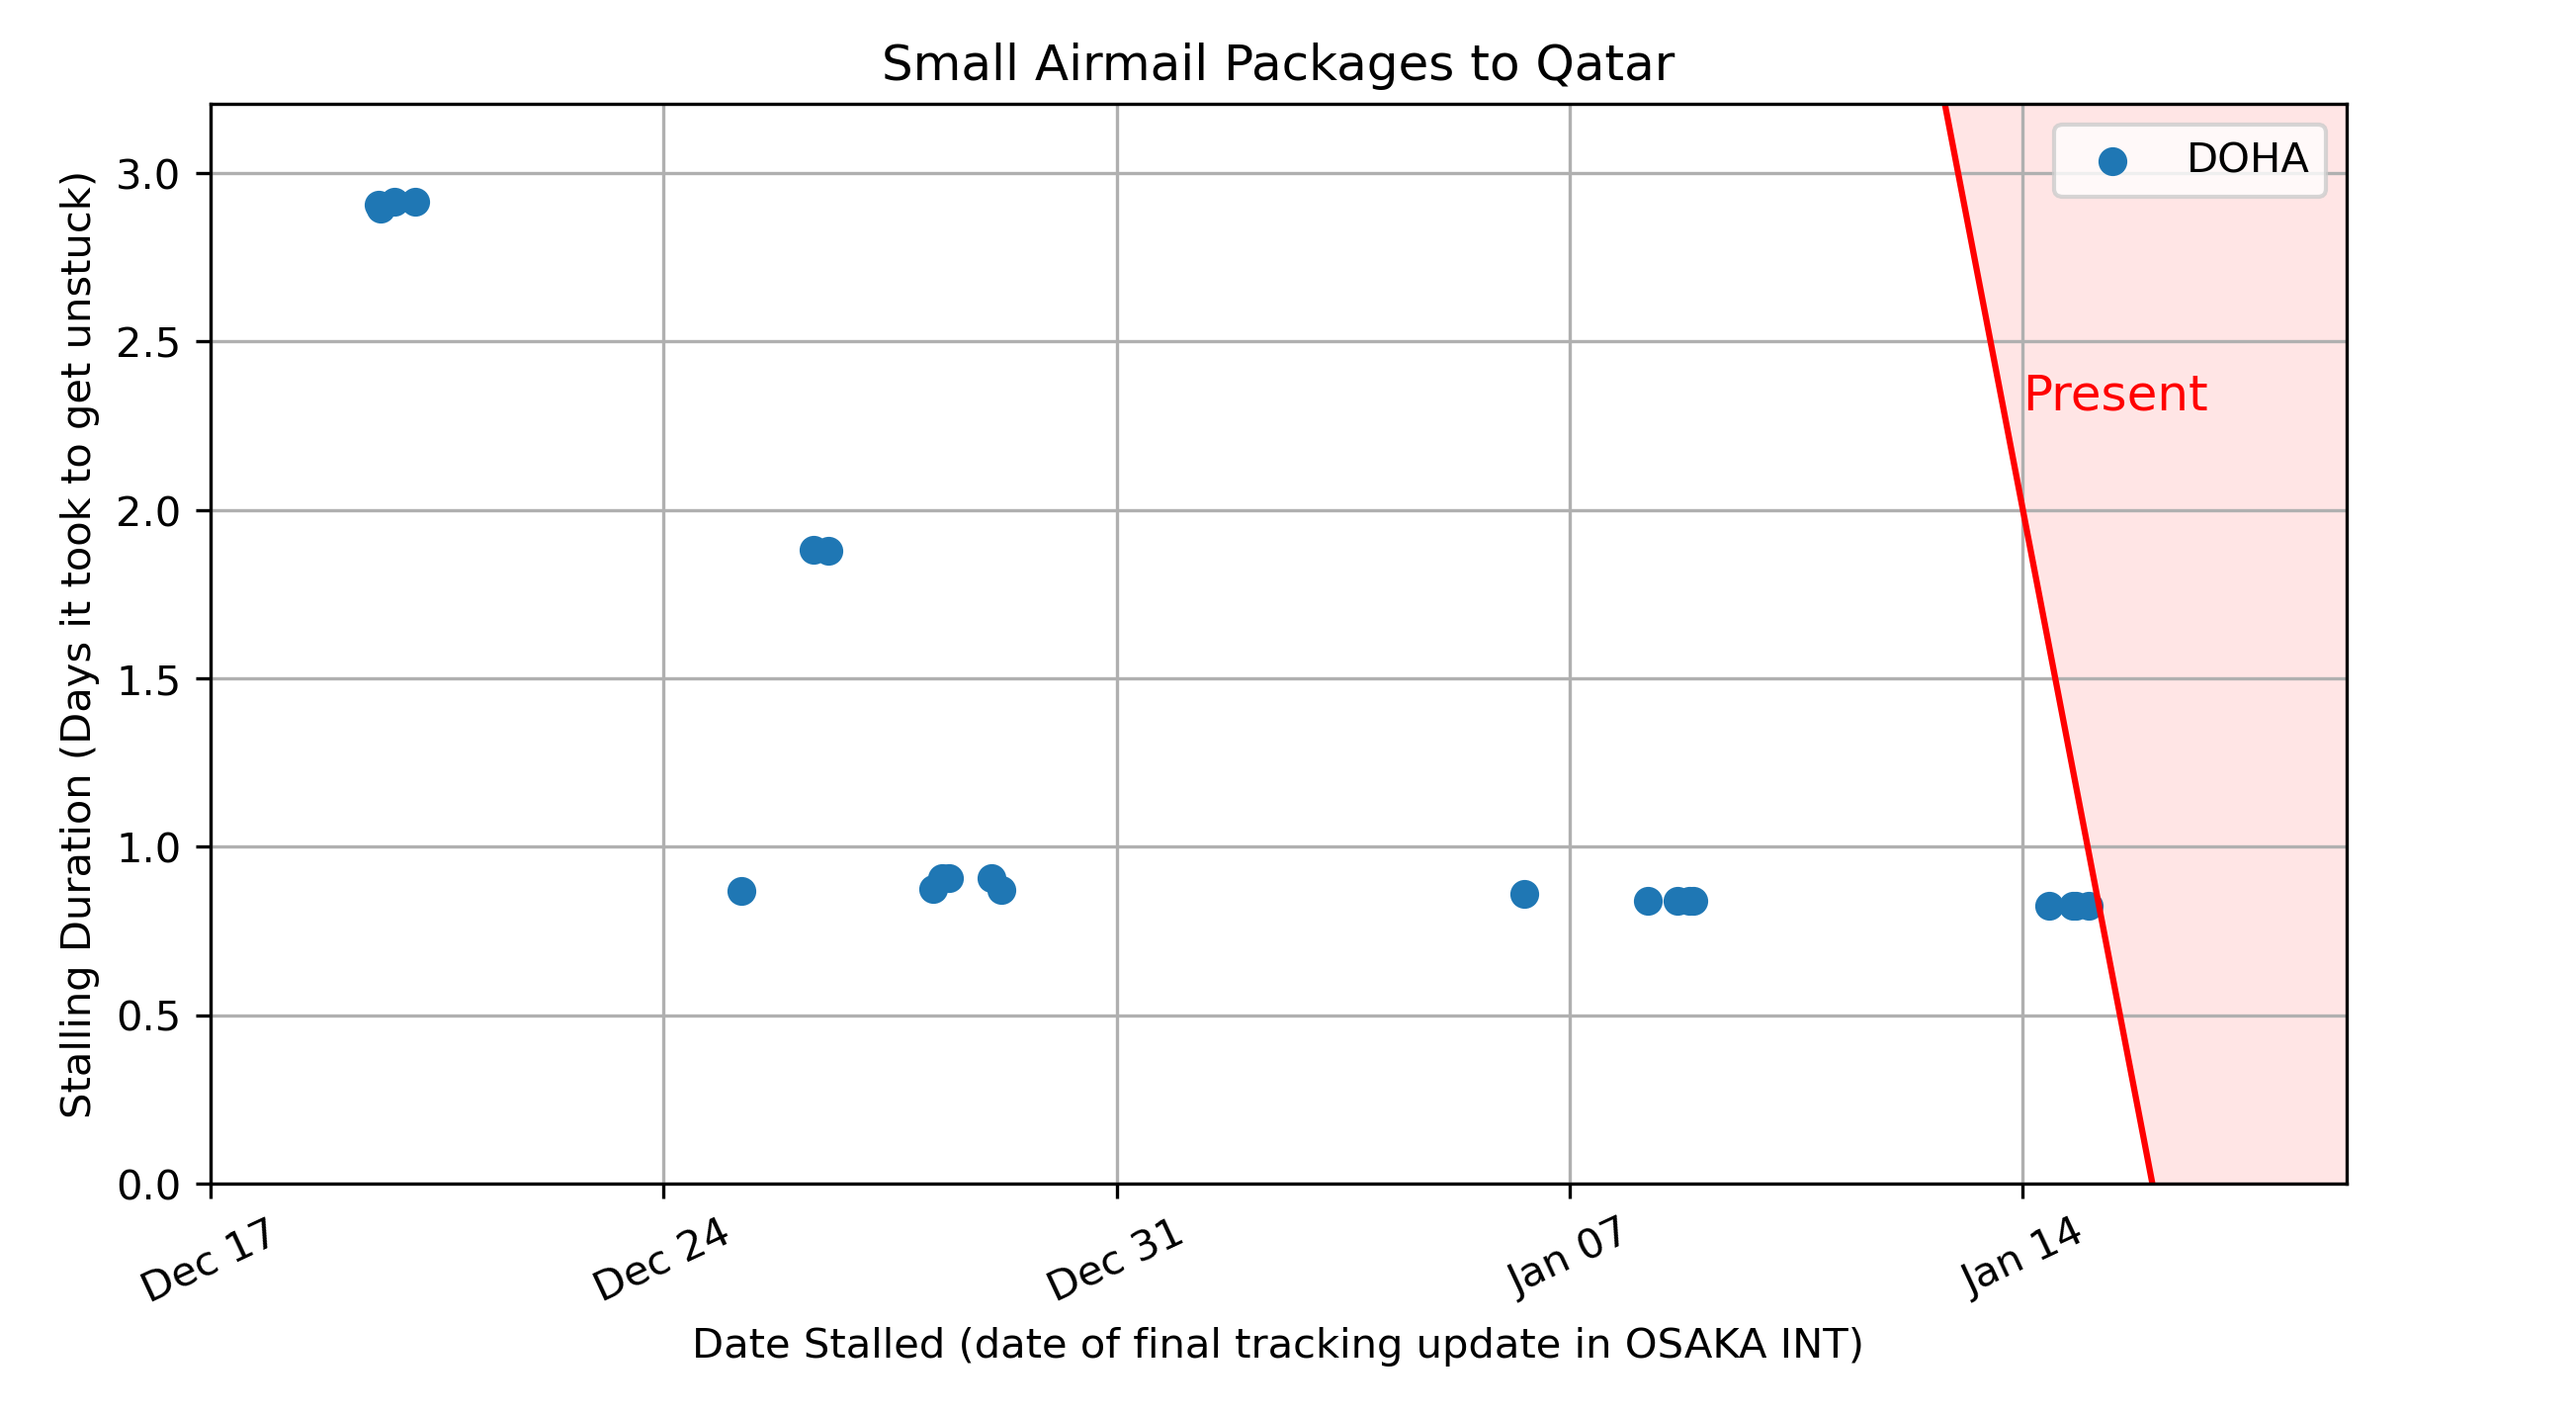 Small Airmail Packages to Qatar
DOHA
Present
Stalling Duration (Days it took to get unstuck)
3.0
2.5
2.0
1.5
1.0
0.5
0.0
Dec 17
Dec 24
Dec 31
Jan 07
Jan 14
Date Stalled (date of final tracking update in OSAKA INT)